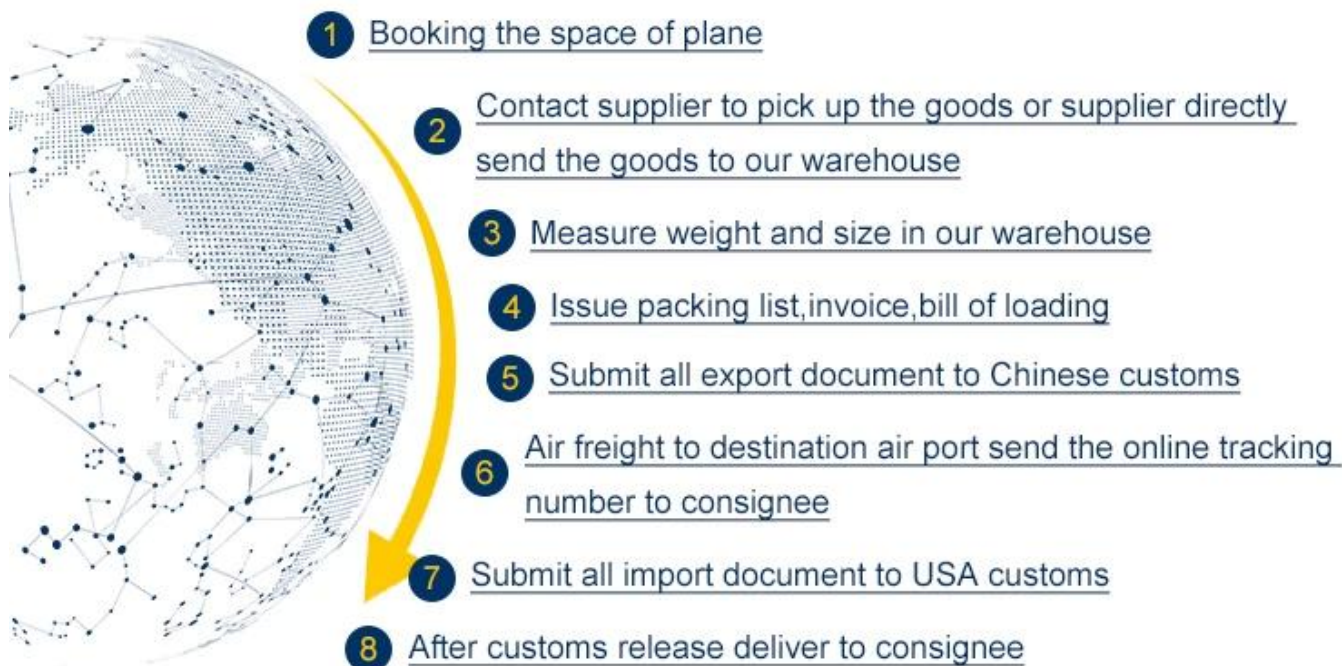 1 Booking the space of plane
2 Contact supplier to pick up the goods or supplier directly
send the goods to our warehouse
3 Measure weight and size in our warehouse
4 Issue packing list,invoice,bill of loading
5 Submit all export document to Chinese customs
6 Air freight to destination air port send the online tracking
number to consignee
7 Submit all import document to USA customs
8 After customs release deliver to consignee